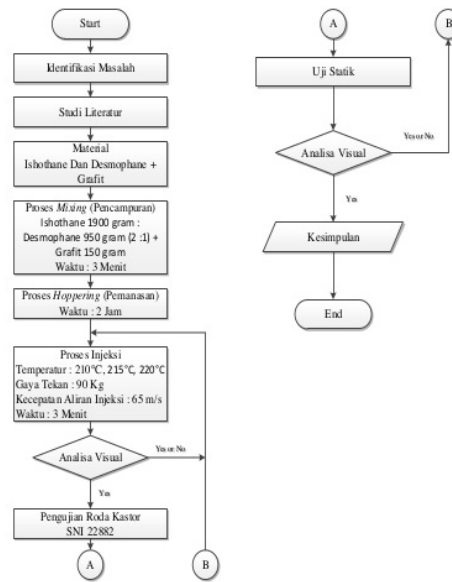 Start
Identifikasi Masalah
Studi Literatur
Material
Ishothane Dan Desmophane +
Grafit
Proses Mixing (Pencampuran)
Ishothane 1900 gram :
Desmophane 950 gram (2 :1) +
Grafit 150 gram
Waktu : 3 Menit
Proses Hoppering (Pemanasan)
Waktu : 2 Jam
Proses Injeksi
Temperatur : 210°C, 215°C, 220°C
Gaya Tekan : 90 Kg
Kecepatan Aliran Injeksi : 65 m/s
Waktu : 3 Menit
Analisa Visual
Yes or No
Yes
Pengujian Roda Kastor
SNI 22882
A
B
A
B
Uji Statik
Yes or No
Analisa Visual
Yes
Kesimpulan
End